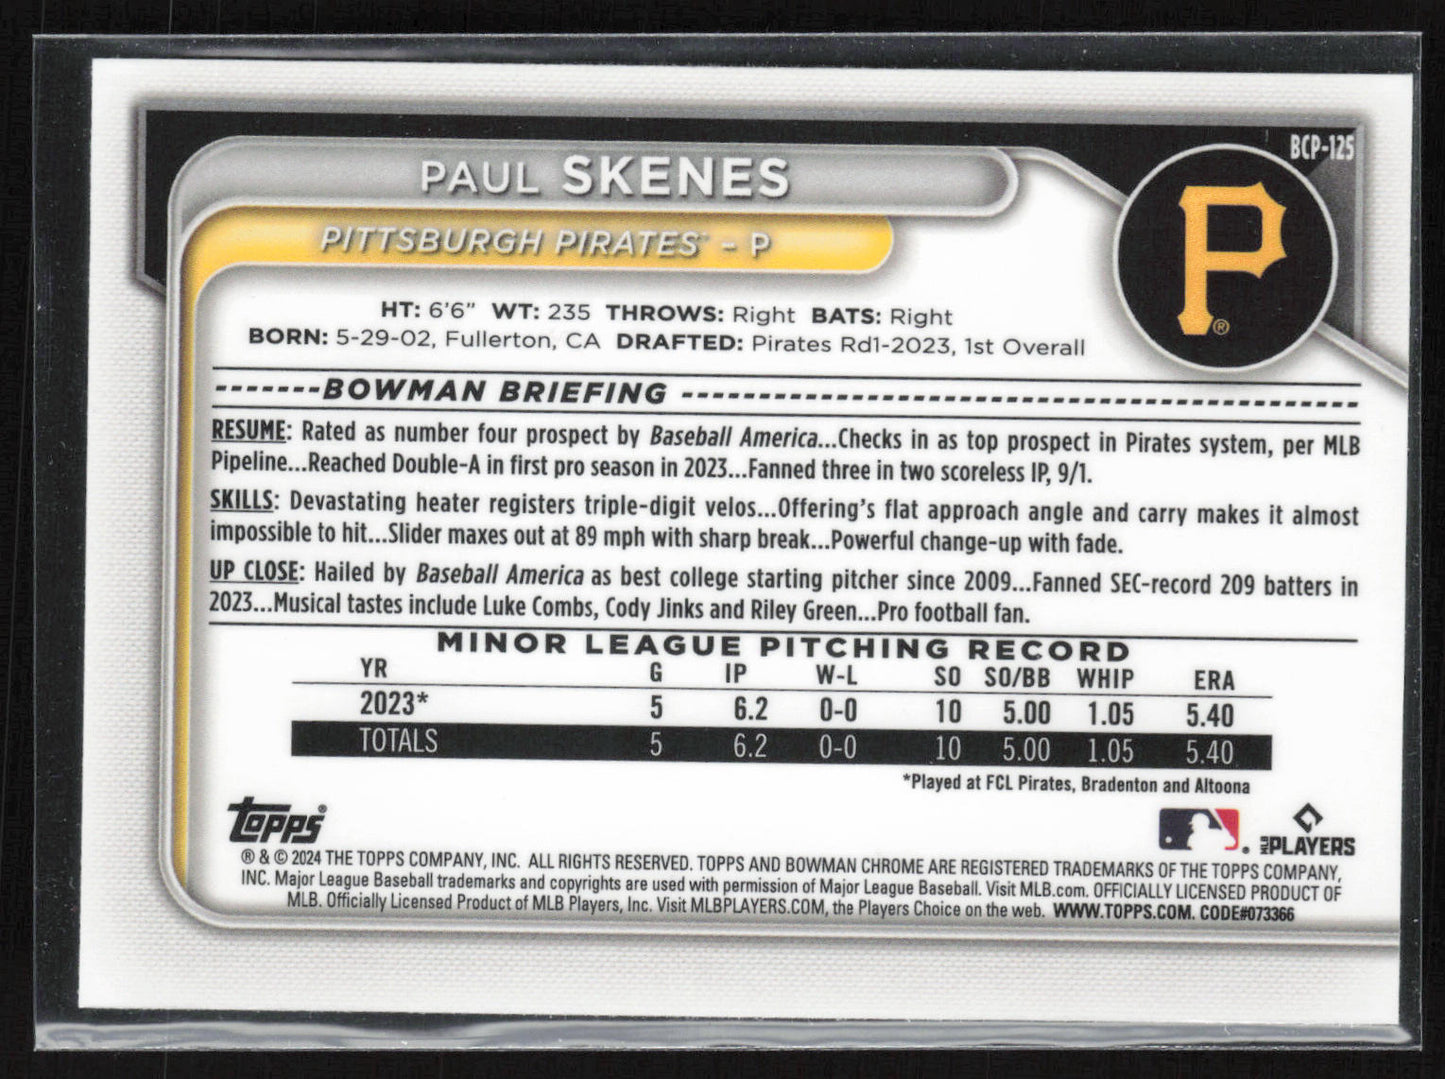 BCP-125
PAUL SKENES
PITTSBURGH PIRATES™ – P
P®
HT: 6'6" WT: 235 THROWS: Right BATS: Right
BORN: 5-29-02, Fullerton, CA DRAFTED: Pirates Rd1-2023, 1st Overall
BOWMAN BRIEFING
RESUME: Rated as number four prospect by Baseball America...Checks in as top prospect in Pirates system, per MLB
Pipeline...Reached Double-A in first pro season in 2023...Fanned three in two scoreless IP, 9/1.
SKILLS: Devastating heater registers triple-digit velos...Offering's flat approach angle and carry makes it almost
impossible to hit...Slider maxes out at 89 mph with sharp break...Powerful change-up with fade.
UP CLOSE: Hailed by Baseball America as best college starting pitcher since 2009...Fanned SEC-record 209 batters in
2023...Musical tastes include Luke Combs, Cody Jinks and Riley Green...Pro football fan.
MINOR LEAGUE PITCHING RECORD
YR G IP W-L SO SO/BB WHIP ERA
2023* 5 6.2 0-0 10 5.00 1.05 5.40
TOTALS 5 6.2 0-0 10 5.00 1.05 5.40
*Played at FCL Pirates, Bradenton and Altoona
Topps® MLB PLAYERS
® & © 2024 THE TOPPS COMPANY, INC. ALL RIGHTS RESERVED. TOPPS AND BOWMAN CHROME ARE REGISTERED TRADEMARKS OF THE TOPPS COMPANY,
INC. Major League Baseball trademarks and copyrights are used with permission of Major League Baseball. Visit MLB.com. OFFICIALLY LICENSED PRODUCT OF
MLB. Officially Licensed Product of MLB Players, Inc. Visit MLBPLAYERS.COM, the Players Choice on the web. WWW.TOPPS.COM. CODE#073366